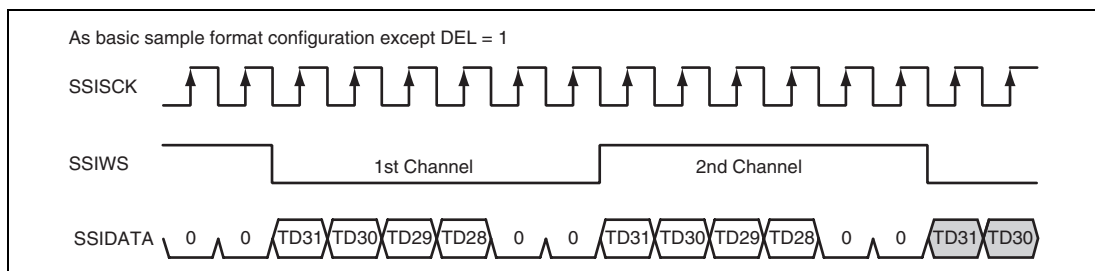 As basic sample format configuration except DEL = 1
SSISCK
SSIWS 1st Channel 2nd Channel
SSIDATA 0 0 TD31 TD30 TD29 TD28 0 0 TD31 TD30 TD29 TD28 0 0 TD31 TD30